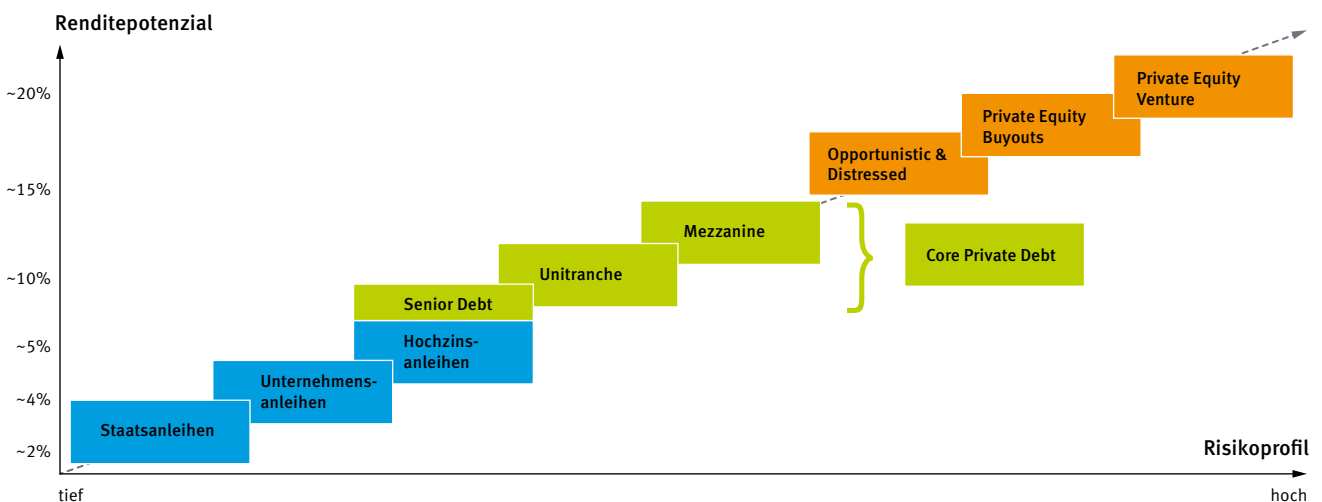 Renditepotenzial
~20%
~15%
~10%
~5%
~4%
~2%
Private Equity
Venture
Private Equity
Buyouts
Opportunistic &
Distressed
Mezzanine
Core Private Debt
Unitranche
Senior Debt
Hochzins-
anleihen
Unternehmens-
anleihen
Staatsanleihen
Risikoprofil
tief
hoch